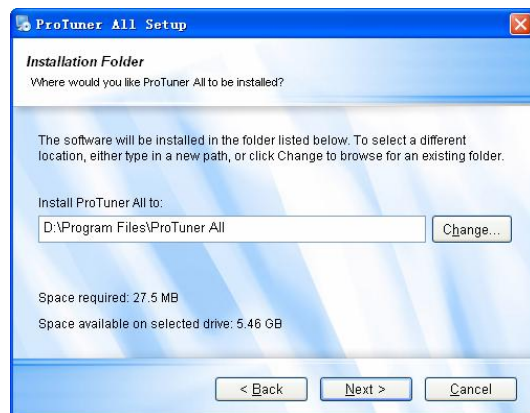 ProTuner All Setup
Installation Folder
Where would you like ProTuner All to be installed?
The software will be installed in the folder listed below. To select a different
location, either type in a new path, or click Change to browse for an existing folder.
Install ProTuner All to:
D:\Program Files\ProTuner All
Change...
Space required: 27.5 MB
Space available on selected drive: 5.46 GB
< Back
Next >
Cancel